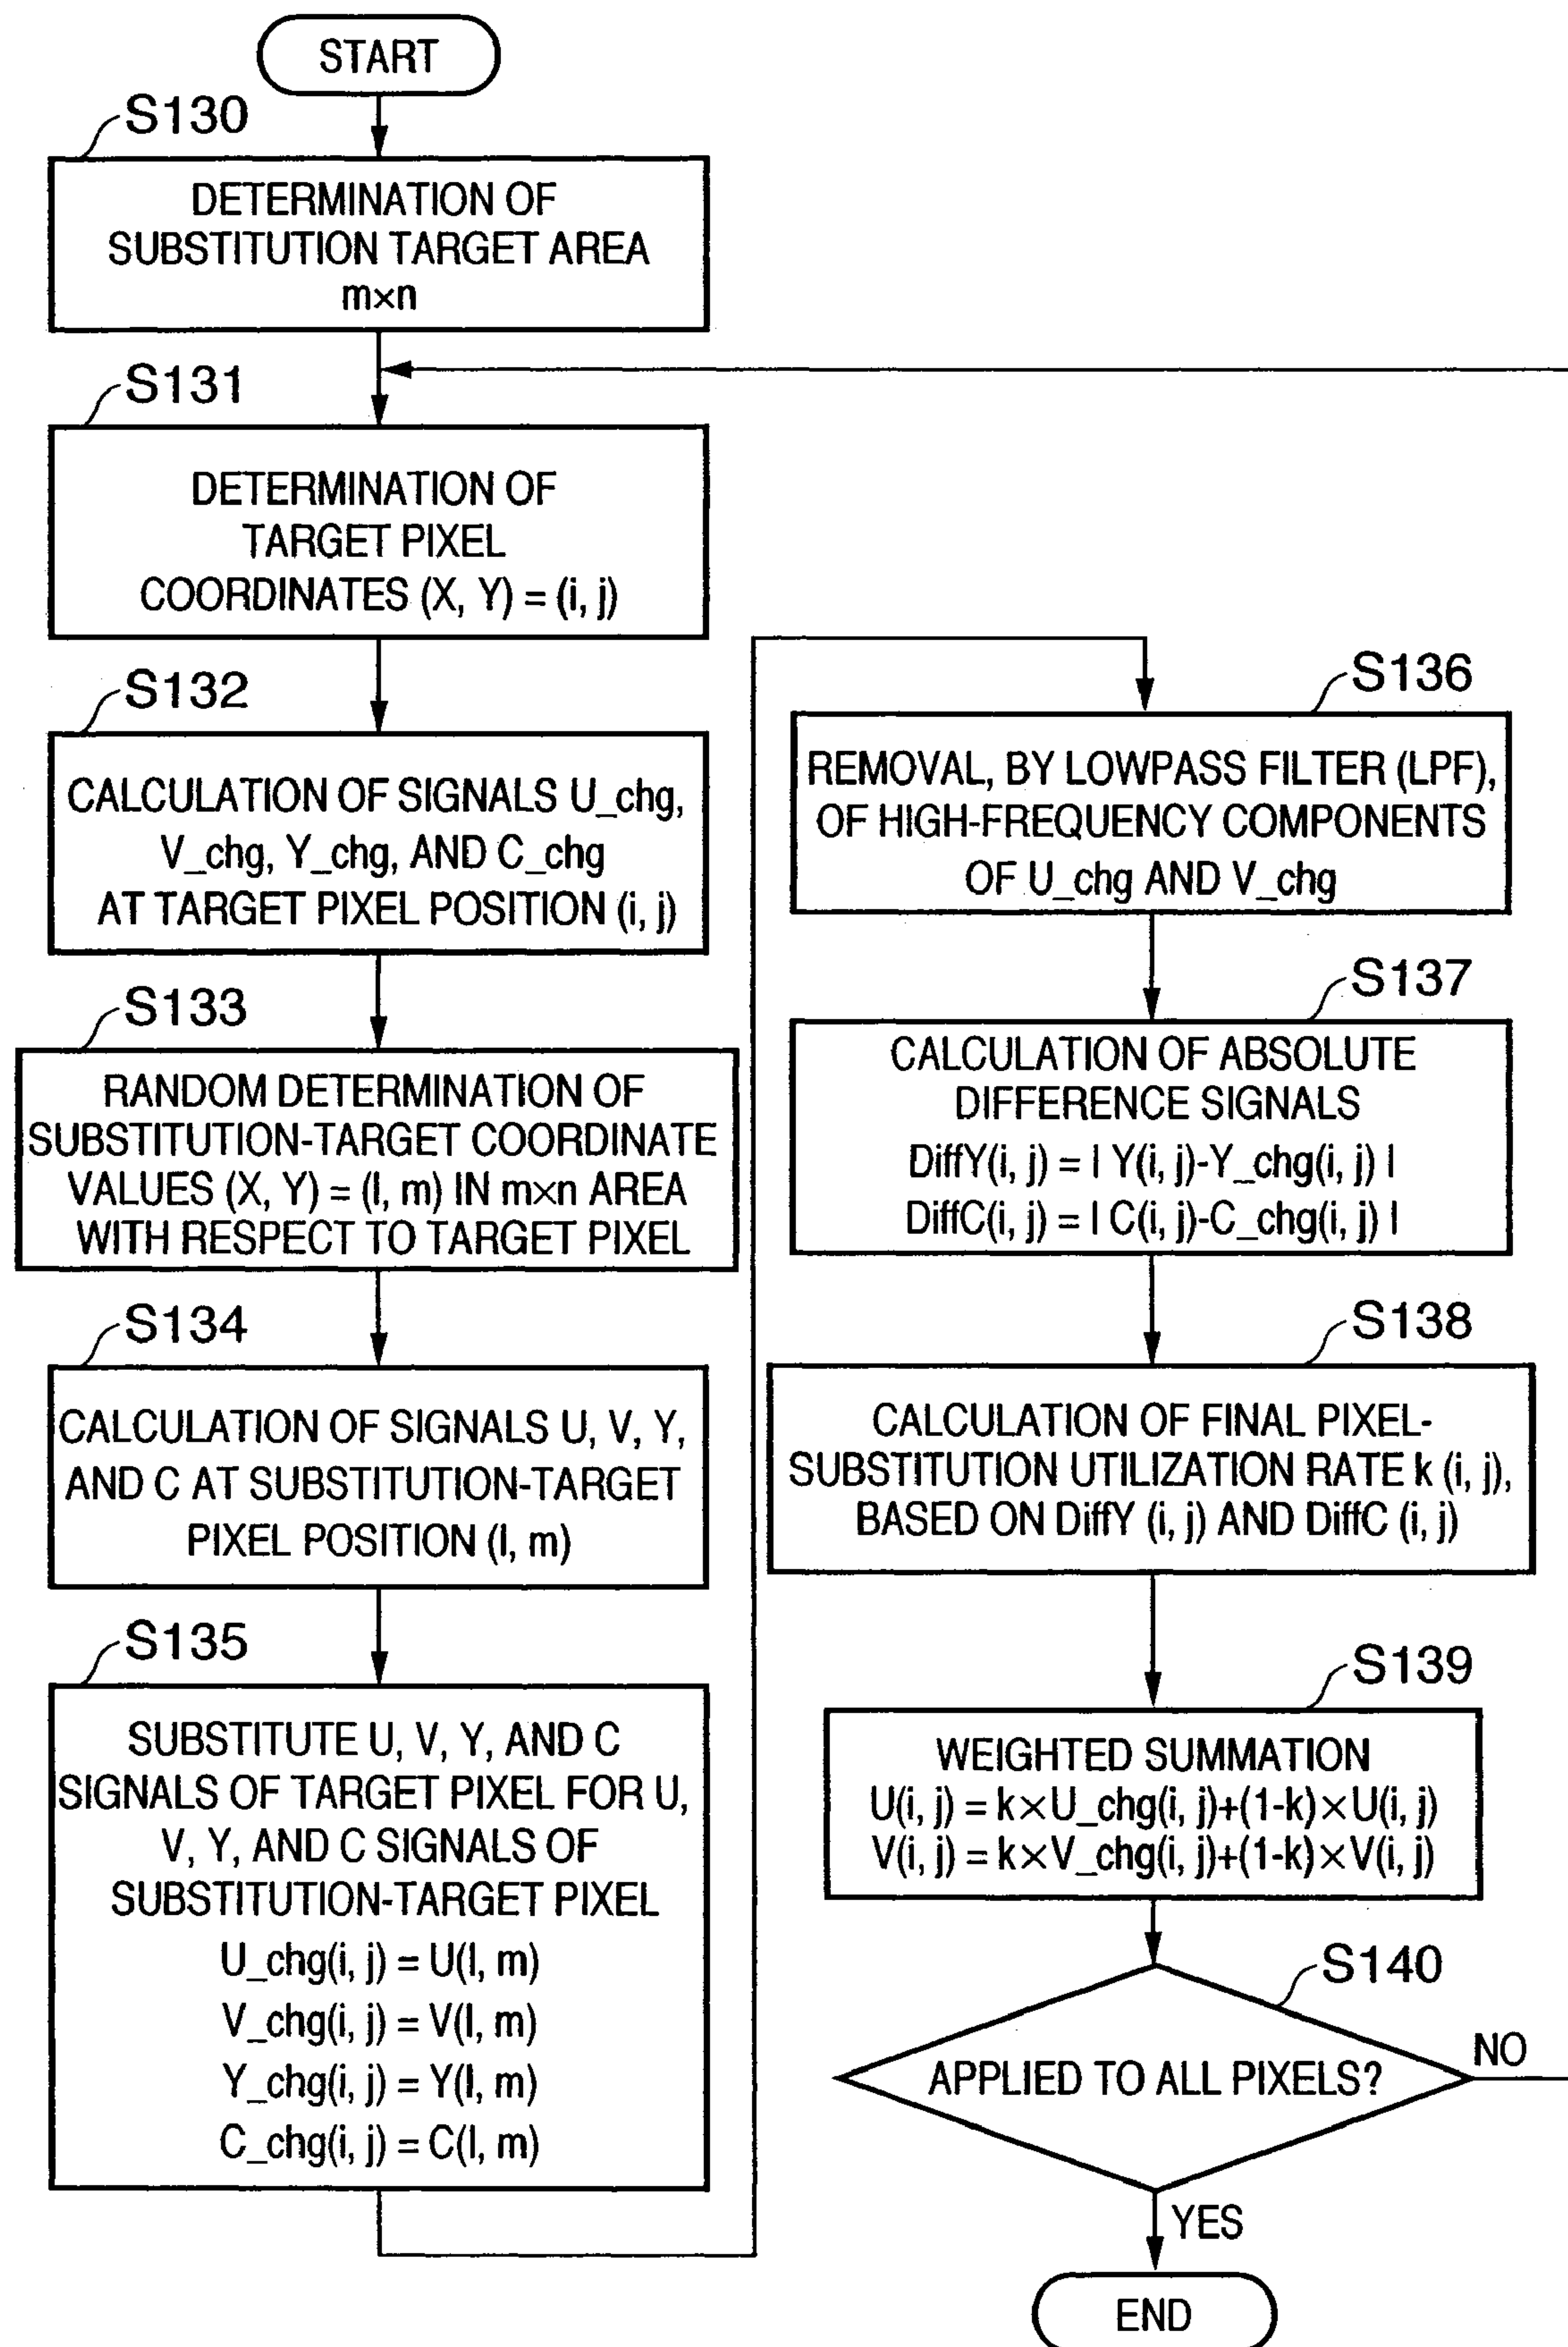 START
S130
DETERMINATION OF
SUBSTITUTION TARGET AREA
m×n
S131
DETERMINATION OF
TARGET PIXEL
COORDINATES (X, Y) = (i, j)
S132
CALCULATION OF SIGNALS U_chg,
V_chg, Y_chg, AND C_chg
AT TARGET PIXEL POSITION (i, j)
S133
RANDOM DETERMINATION OF
SUBSTITUTION-TARGET COORDINATE
VALUES (X, Y) = (l, m) IN m×n AREA
WITH RESPECT TO TARGET PIXEL
S134
CALCULATION OF SIGNALS U, V, Y,
AND C AT SUBSTITUTION-TARGET
PIXEL POSITION (l, m)
S135
SUBSTITUTE U, V, Y, AND C
SIGNALS OF TARGET PIXEL FOR U,
V, Y, AND C SIGNALS OF
SUBSTITUTION-TARGET PIXEL
U_chg(i, j) = U(l, m)
V_chg(i, j) = V(l, m)
Y_chg(i, j) = Y(l, m)
C_chg(i, j) = C(l, m)
S136
REMOVAL, BY LOWPASS FILTER (LPF),
OF HIGH-FREQUENCY COMPONENTS
OF U_chg AND V_chg
S137
CALCULATION OF ABSOLUTE
DIFFERENCE SIGNALS
DiffY(i, j) = | Y(i, j)-Y_chg(i, j) |
DiffC(i, j) = | C(i, j)-C_chg(i, j) |
S138
CALCULATION OF FINAL PIXEL-
SUBSTITUTION UTILIZATION RATE k (i, j),
BASED ON DiffY (i, j) AND DiffC (i, j)
S139
WEIGHTED SUMMATION
U(i, j) = k×U_chg(i, j)+(1-k)×U(i, j)
V(i, j) = k×V_chg(i, j)+(1-k)×V(i, j)
S140
APPLIED TO ALL PIXELS?
NO
YES
END